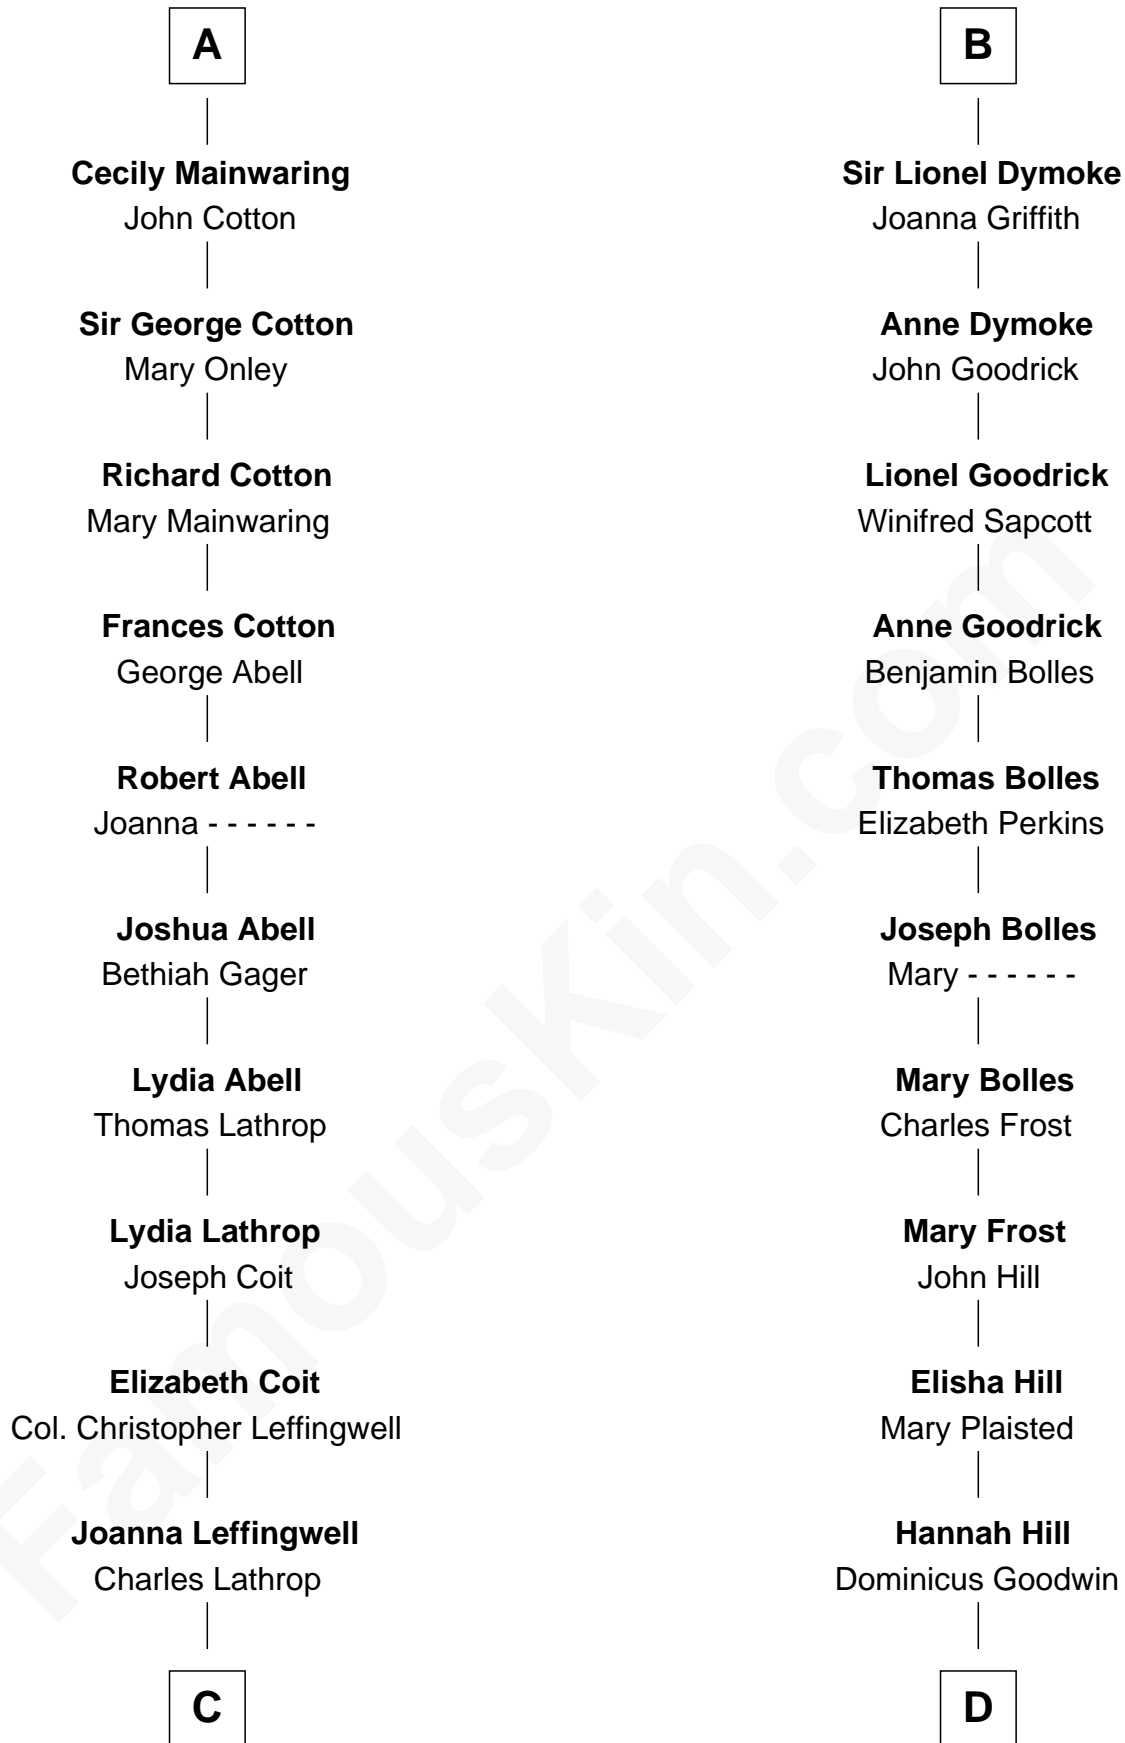 A
Cecily Mainwaring
John Cotton
Sir George Cotton
Mary Onley
Richard Cotton
Mary Mainwaring
Frances Cotton
George Abell
Robert Abell
Joanna - - - - - -
Joshua Abell
Bethiah Gager
Lydia Abell
Thomas Lathrop
Lydia Lathrop
Joseph Coit
Elizabeth Coit
Col. Christopher Leffingwell
Joanna Leffingwell
Charles Lathrop
C
B
Sir Lionel Dymoke
Joanna Griffith
Anne Dymoke
John Goodrick
Lionel Goodrick
Winifred Sapcott
Anne Goodrick
Benjamin Bolles
Thomas Bolles
Elizabeth Perkins
Joseph Bolles
Mary - - - - - -
Mary Bolles
Charles Frost
Mary Frost
John Hill
Elisha Hill
Mary Plaisted
Hannah Hill
Dominicus Goodwin
D
FamousKin.com